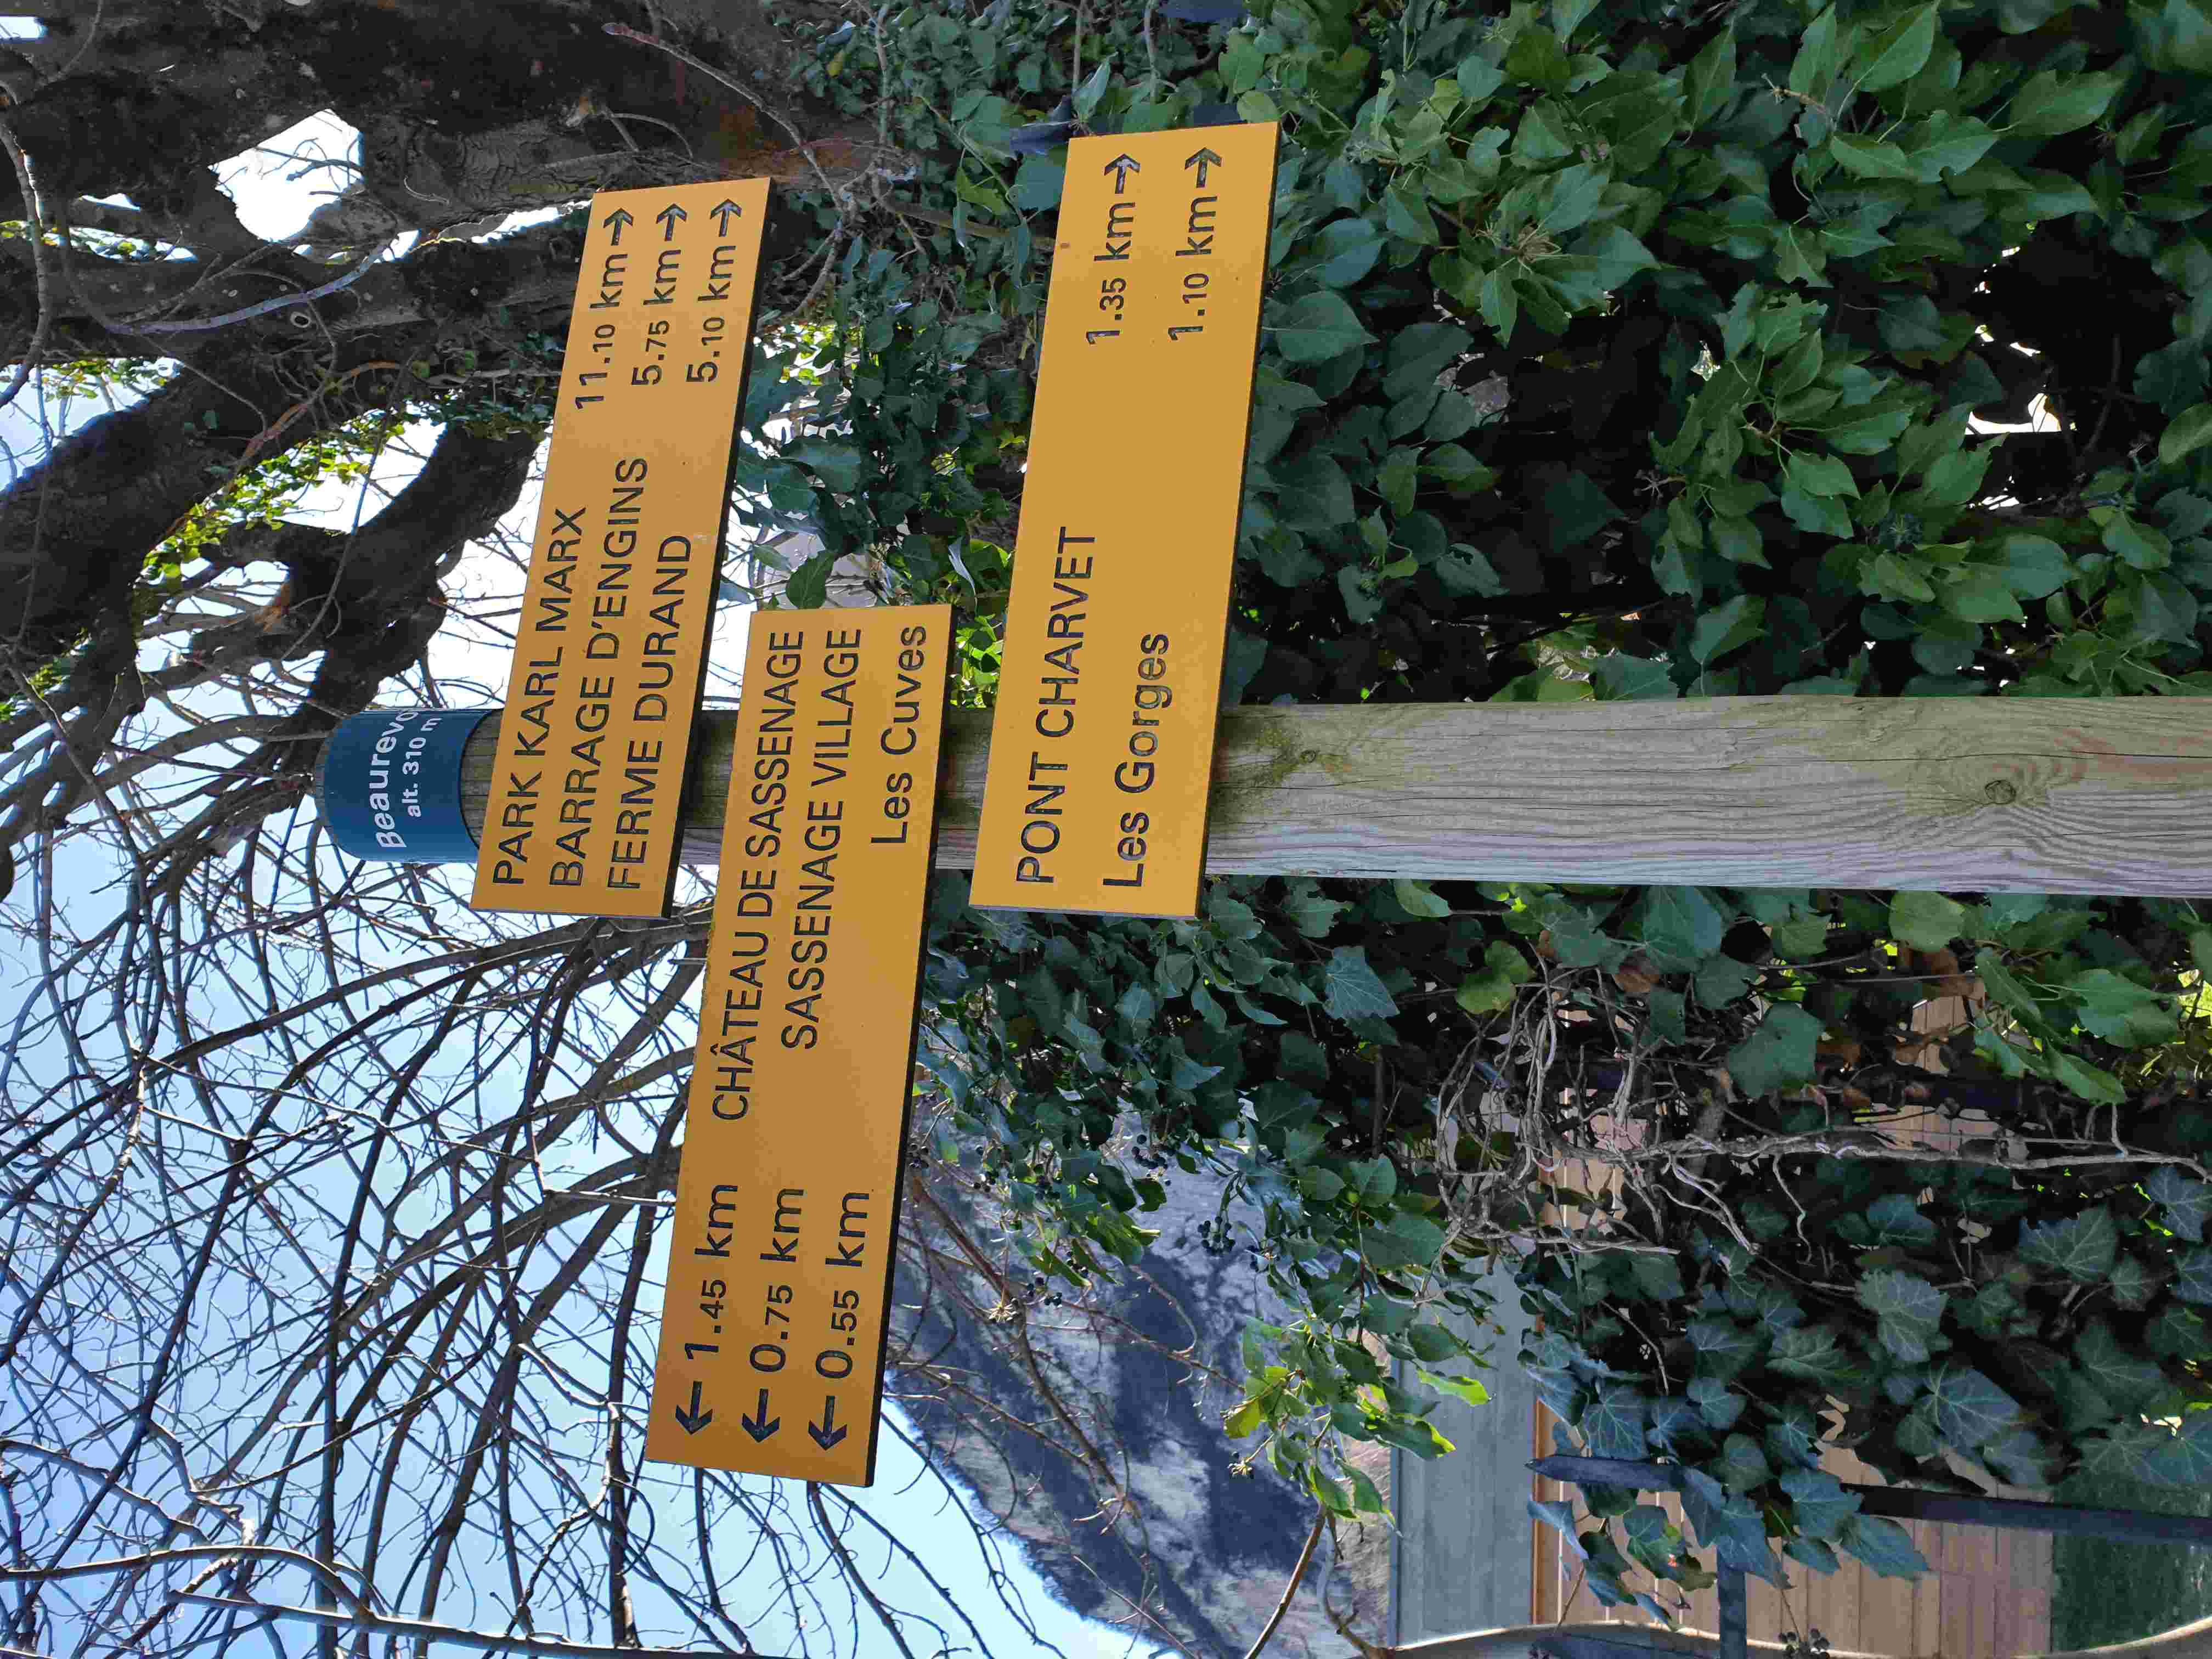 alt. 310 m
PARK KARL MARX 11.10 km→
BARRAGE D'ENGINS 5.75 km→
FERME DURAND 5.10 km→
← 1.45 km CHÂTEAU DE SASSENAGE
← 0.75 km SASSENAGE VILLAGE
← 0.55 km Les Cuves
PONT CHARVET 1.35 km→
Les Gorges 1.10 km→